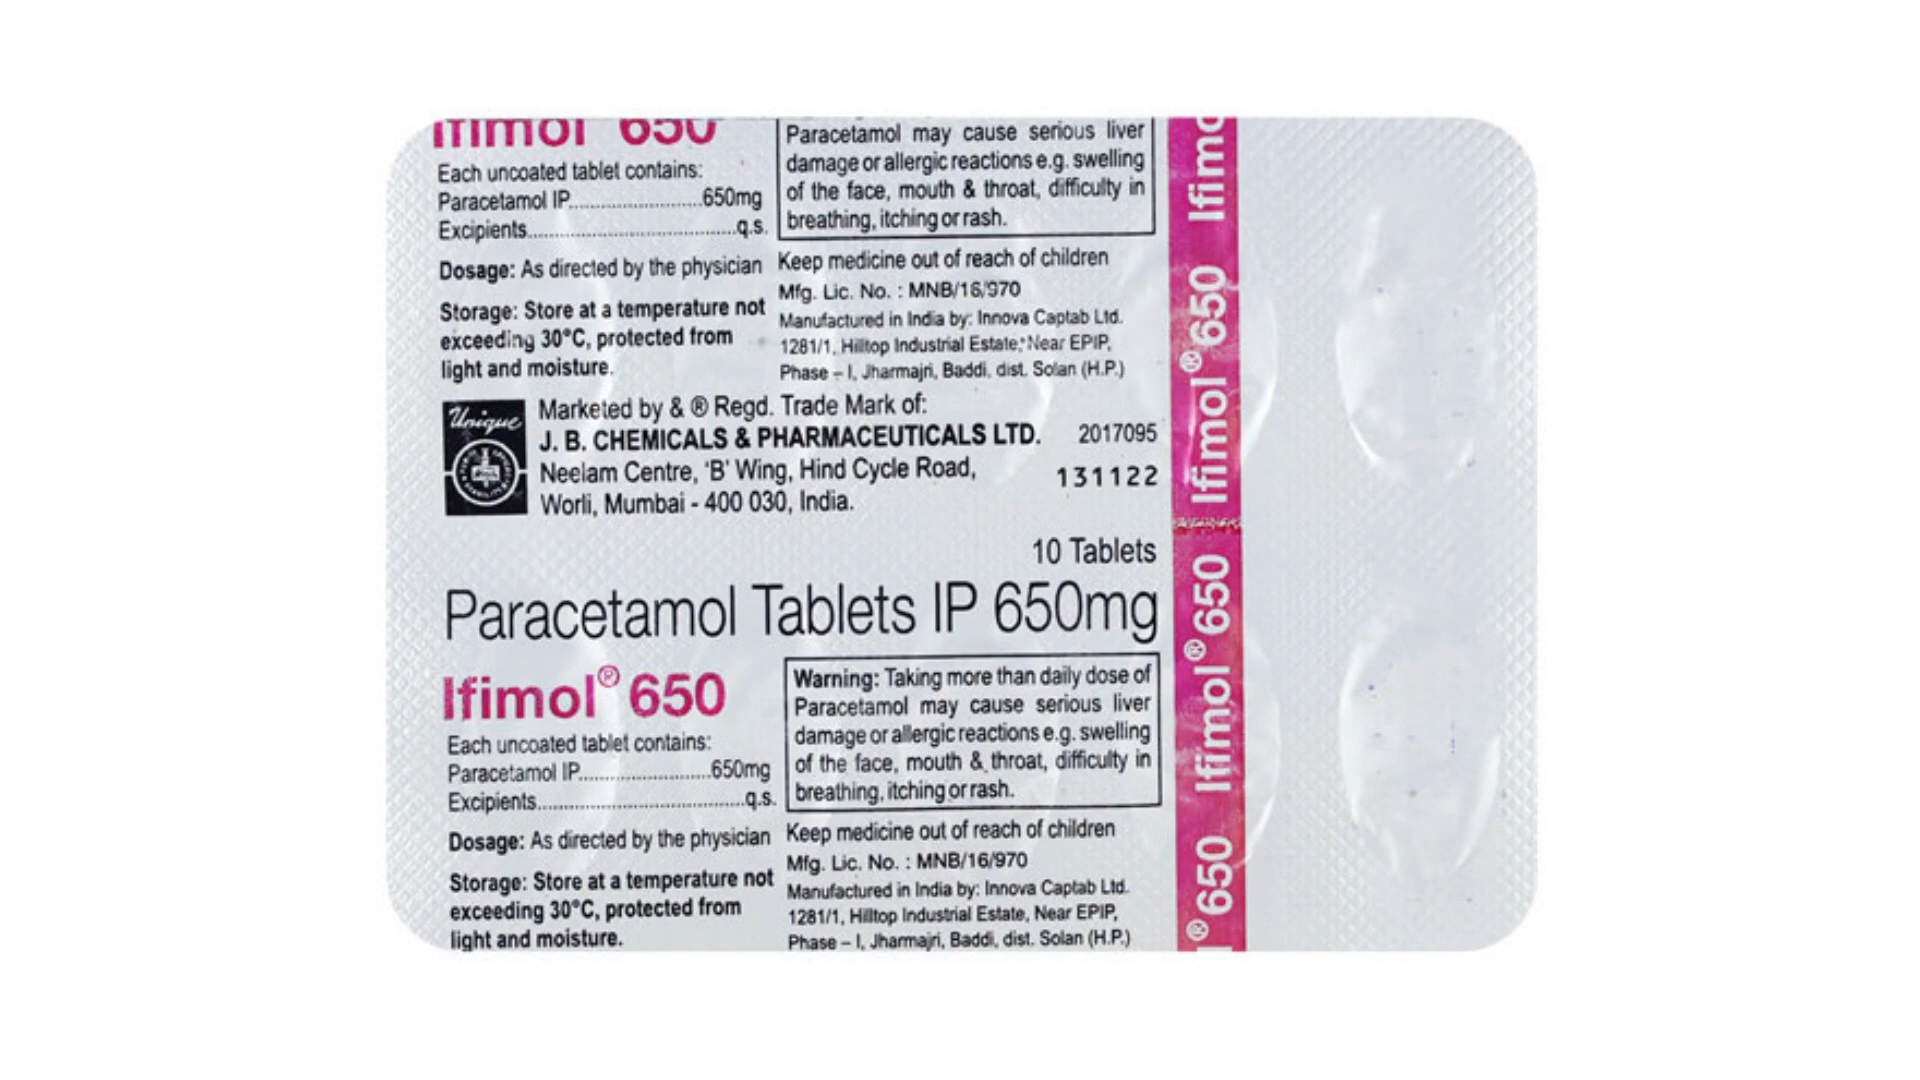 Ifimol 650
Each uncoated tablet contains:
Paracetamol IP..........................650mg
Excipients.........................................q.s.
Dosage: As directed by the physician
Storage: Store at a temperature not
exceeding 30°C, protected from
light and moisture.
Paracetamol may cause serious liver
damage or allergic reactions e.g. swelling
of the face, mouth & throat, difficulty in
breathing, itching or rash.
Keep medicine out of reach of children
Mfg. Lic. No. : MNB/16/970
Manufactured in India by: Innova Captab Ltd.
1281/1, Hilltop Industrial Estate, Near EPIP,
Phase – I, Jharmajri, Baddi, dist. Solan (H.P.)
Unique
Marketed by & ® Regd. Trade Mark of:
J. B. CHEMICALS & PHARMACEUTICALS LTD.
Neelam Centre, 'B' Wing, Hind Cycle Road,
Worli, Mumbai - 400 030, India.
2017095
131122
10 Tablets
Paracetamol Tablets IP 650mg
Ifimol® 650
Each uncoated tablet contains:
Paracetamol IP..........................650mg
Excipients.........................................q.s.
Dosage: As directed by the physician
Storage: Store at a temperature not
exceeding 30°C, protected from
light and moisture.
Warning: Taking more than daily dose of
Paracetamol may cause serious liver
damage or allergic reactions e.g. swelling
of the face, mouth & throat, difficulty in
breathing, itching or rash.
Keep medicine out of reach of children
Mfg. Lic. No. : MNB/16/970
Manufactured in India by: Innova Captab Ltd.
1281/1, Hilltop Industrial Estate, Near EPIP,
Phase – I, Jharmajri, Baddi, dist. Solan (H.P.)
® 650 Ifimol® 650 Ifimol® 650 Ifimo